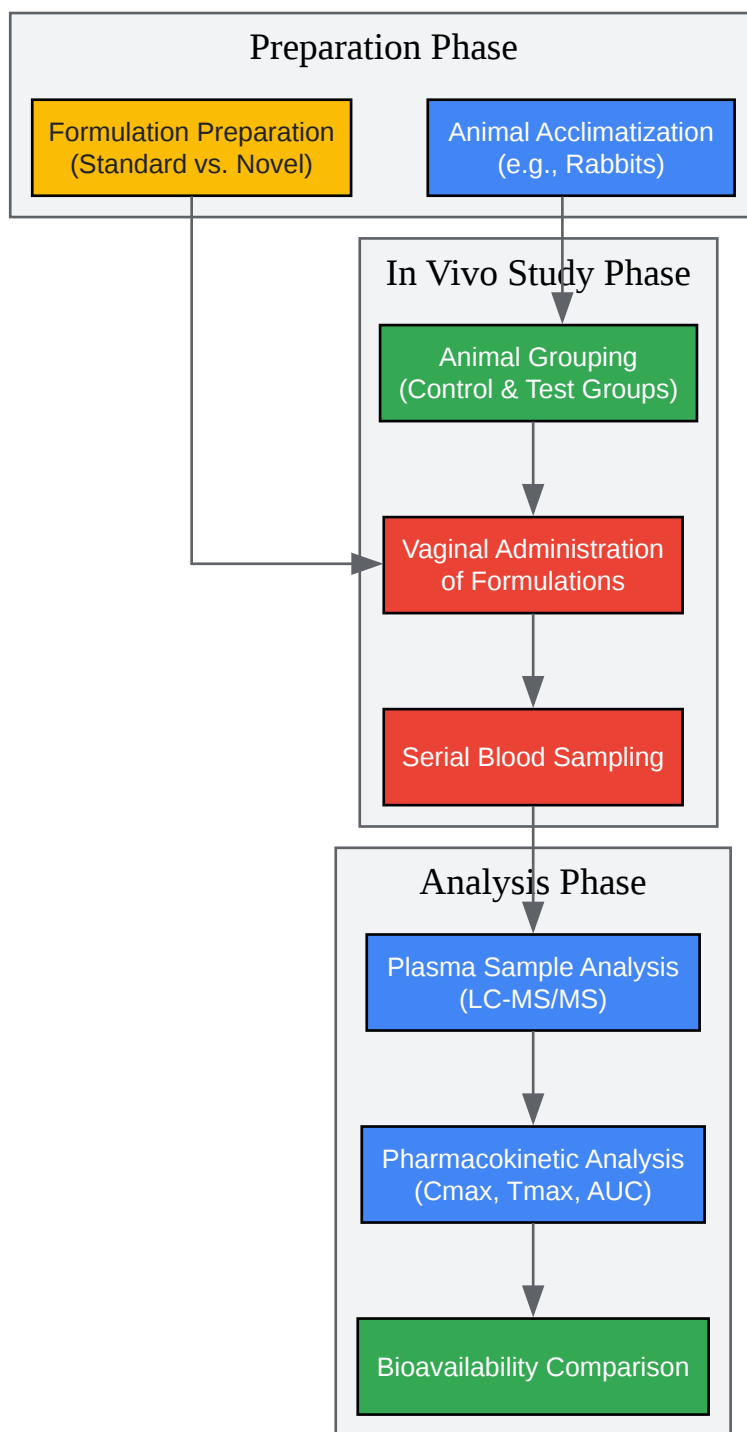 Preparation Phase
Formulation Preparation
(Standard vs. Novel)
Animal Acclimatization
(e.g., Rabbits)
In Vivo Study Phase
Animal Grouping
(Control & Test Groups)
Vaginal Administration
of Formulations
Serial Blood Sampling
Analysis Phase
Plasma Sample Analysis
(LC-MS/MS)
Pharmacokinetic Analysis
(Cmax, Tmax, AUC)
Bioavailability Comparison